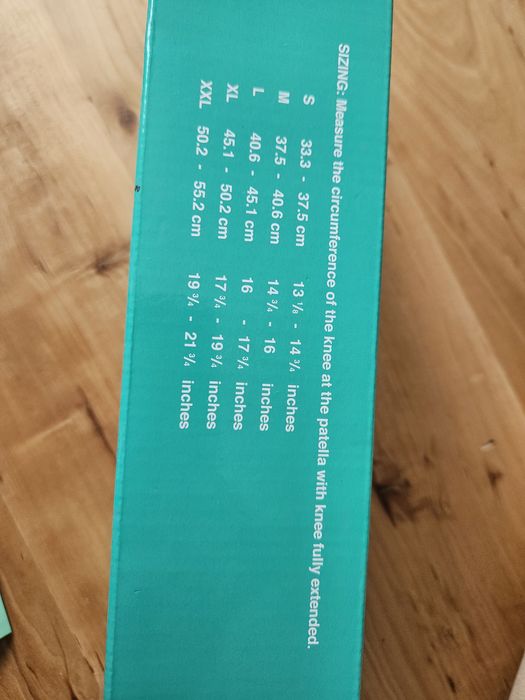 SIZING: Measure the circumference of the knee at the patella with knee fully extended.
S 33.3 - 37.5 cm 13 1/8 - 14 3/4 inches
M 37.5 - 40.6 cm 14 3/4 - 16 inches
L 40.6 - 45.1 cm 16 - 17 3/4 inches
XL 45.1 - 50.2 cm 17 3/4 - 19 3/4 inches
XXL 50.2 - 55.2 cm 19 3/4 - 21 3/4 inches